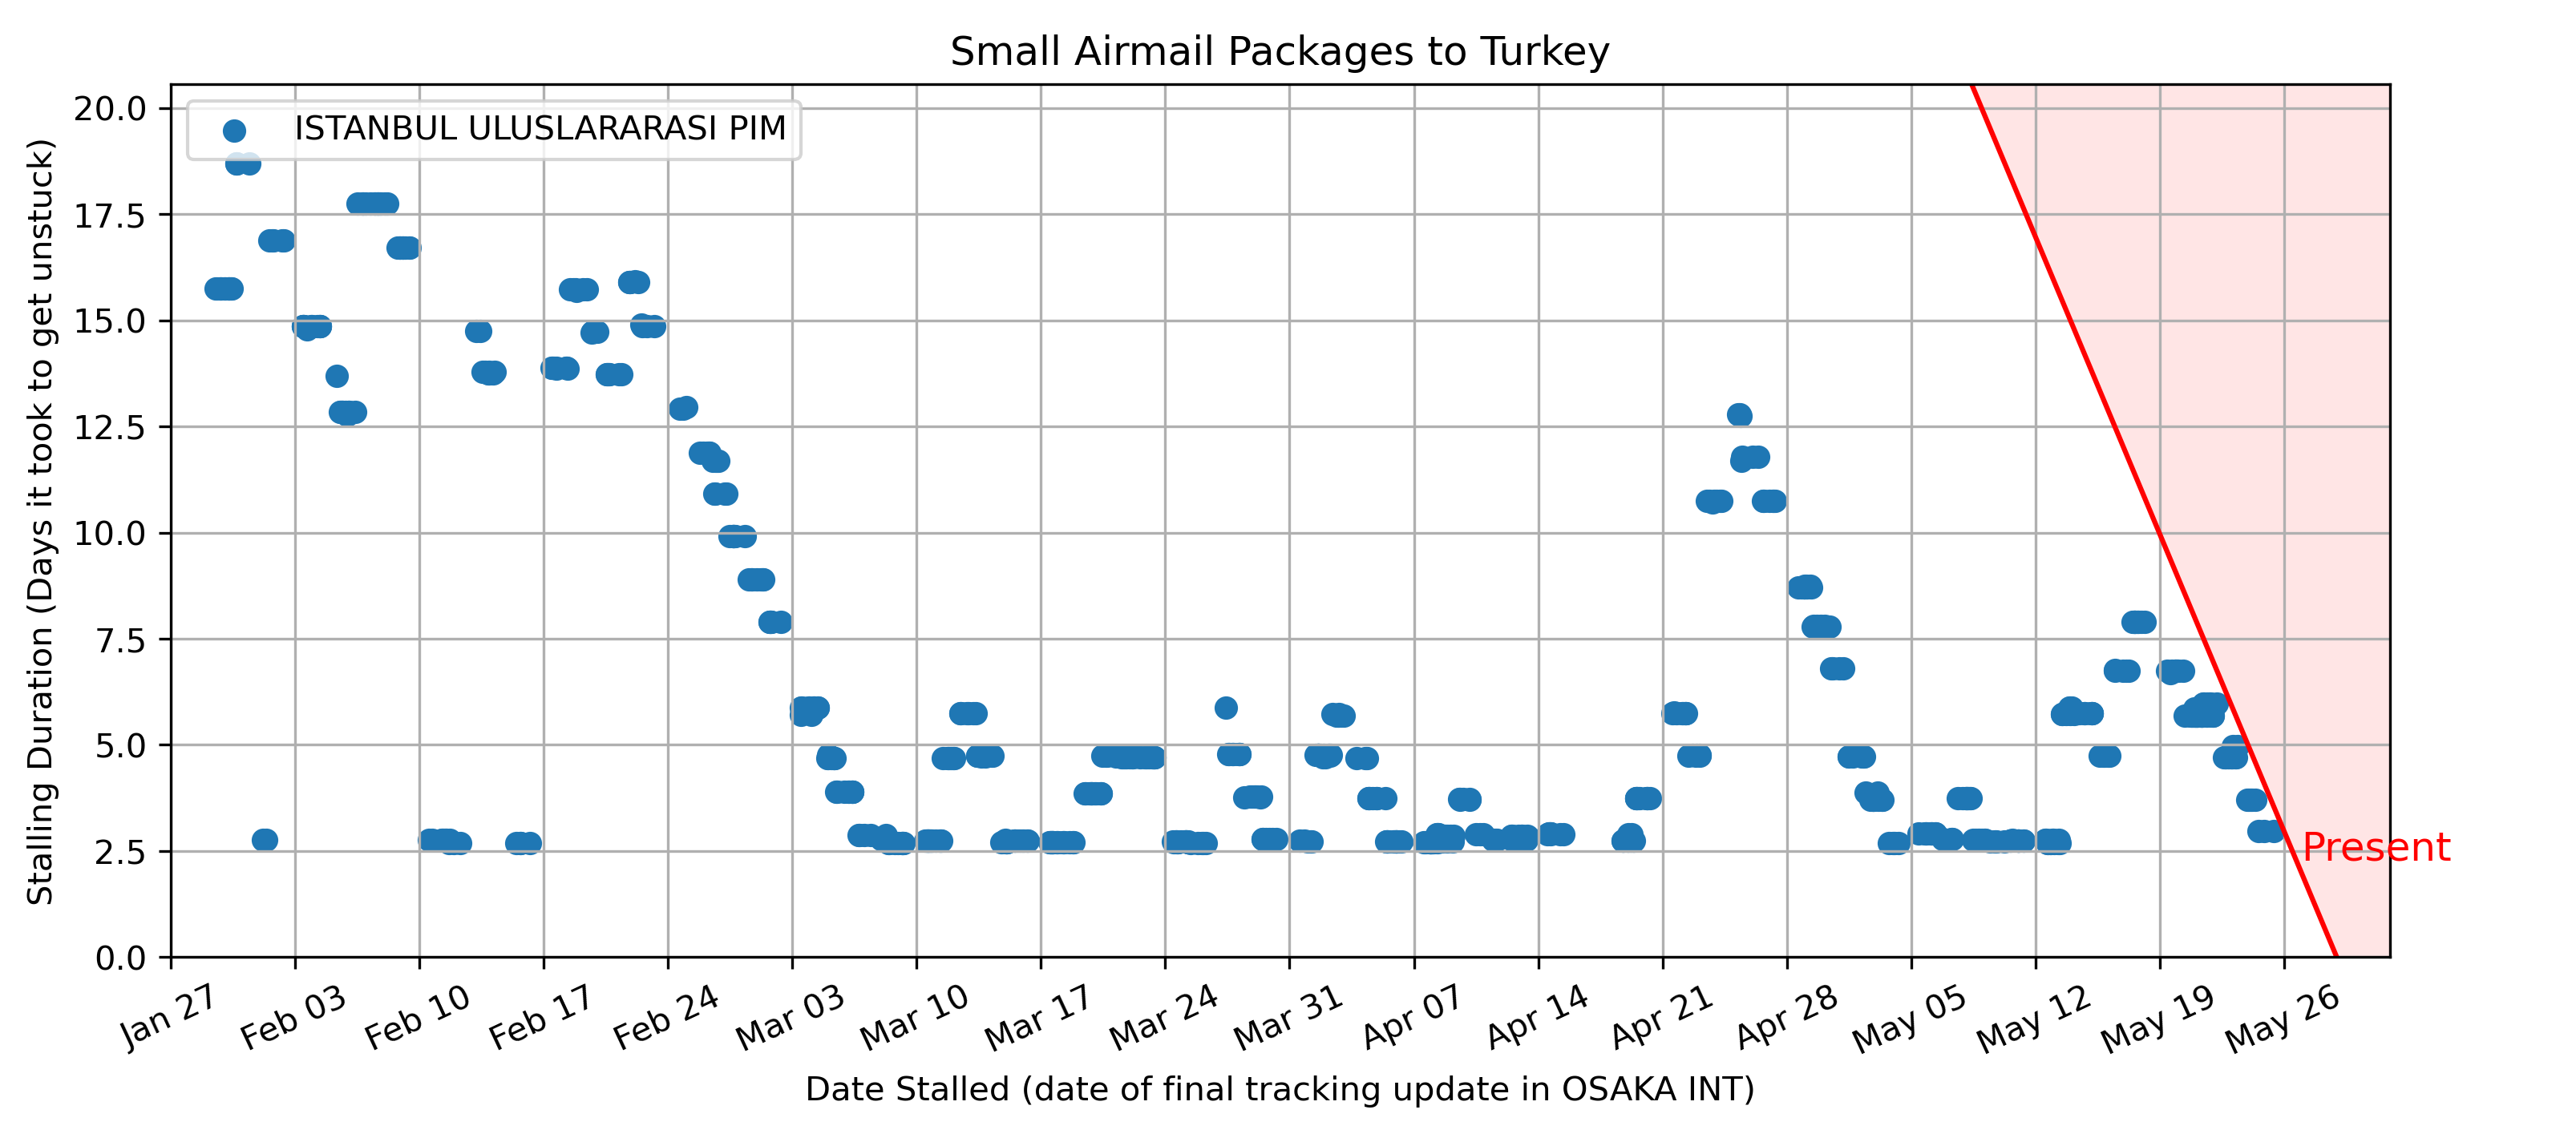 Small Airmail Packages to Turkey
ISTANBUL ULUSLARARASI PIM
Stalling Duration (Days it took to get unstuck)
20.0
17.5
15.0
12.5
10.0
7.5
5.0
2.5
0.0
Present
Jan 27
Feb 03
Feb 10
Feb 17
Feb 24
Mar 03
Mar 10
Mar 17
Mar 24
Mar 31
Apr 07
Apr 14
Apr 21
Apr 28
May 05
May 12
May 19
May 26
Date Stalled (date of final tracking update in OSAKA INT)